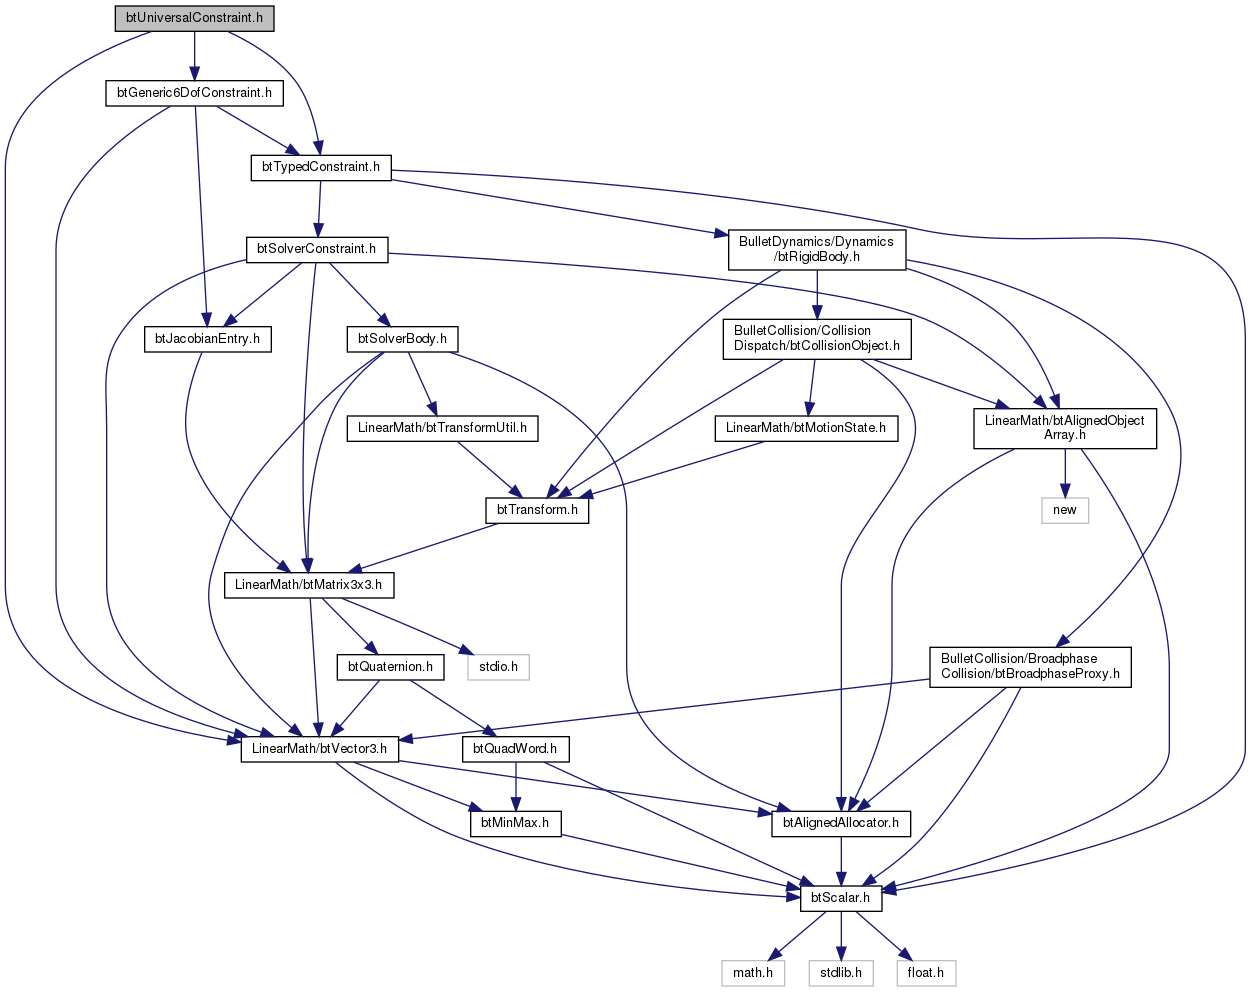 btUniversalConstraint.h
btGeneric6DofConstraint.h
btTypedConstraint.h
btSolverConstraint.h
BulletDynamics/Dynamics
/btRigidBody.h
btJacobianEntry.h
btSolverBody.h
BulletCollision/Collision
Dispatch/btCollisionObject.h
LinearMath/btTransformUtil.h
LinearMath/btMotionState.h
LinearMath/btAlignedObject
Array.h
btTransform.h
new
LinearMath/btMatrix3x3.h
btQuaternion.h
stdio.h
BulletCollision/Broadphase
Collision/btBroadphaseProxy.h
LinearMath/btVector3.h
btQuadWord.h
btMinMax.h
btAlignedAllocator.h
btScalar.h
math.h
stdlib.h
float.h